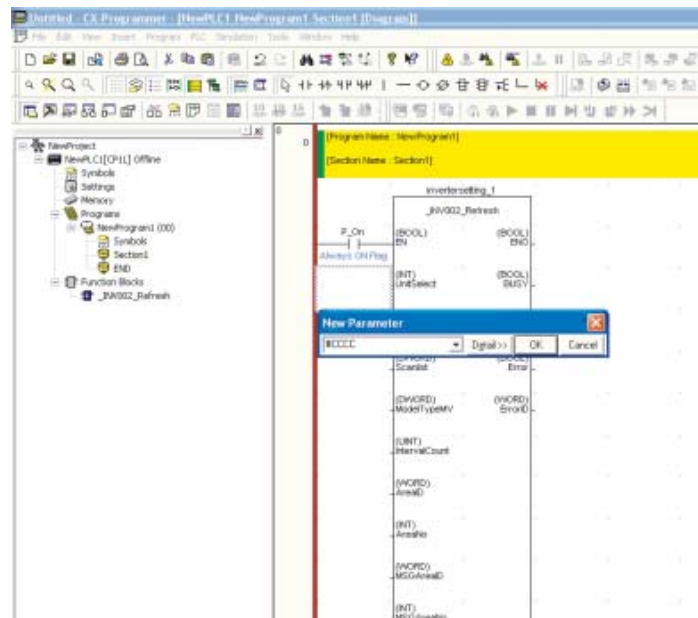 Untitled - CX-Programmer - [NewPLC1.NewProgram1.Section1 [Diagram]]
File Edit View Insert Program PLC Simulation Tools Window Help
NewProject
NewPLC1[CP1L] Offline
Symbols
Settings
Memory
Programs
NewProgram1 (00)
Symbols
Section1
END
Function Blocks
_INV002_Refresh
0
0
[Program Name : NewProgram1]
[Section Name : Section1]
invertersetting_1
_INV002_Refresh
P_On
(BOOL)
EN
(BOOL)
ENO
Always ON Flag
(INT)
UnitSelect
(BOOL)
BUSY
New Parameter
#CCCC
Detail>>
OK
Cancel
(DWORD)
Scanlist
(BOOL)
Error
(DWORD)
ModelTypeMV
(WORD)
ErrorID
(UINT)
IntervalCount
(WORD)
AreaID
(INT)
AreaNo
(WORD)
MSGAreaID
(INT)
MSGAreaNo